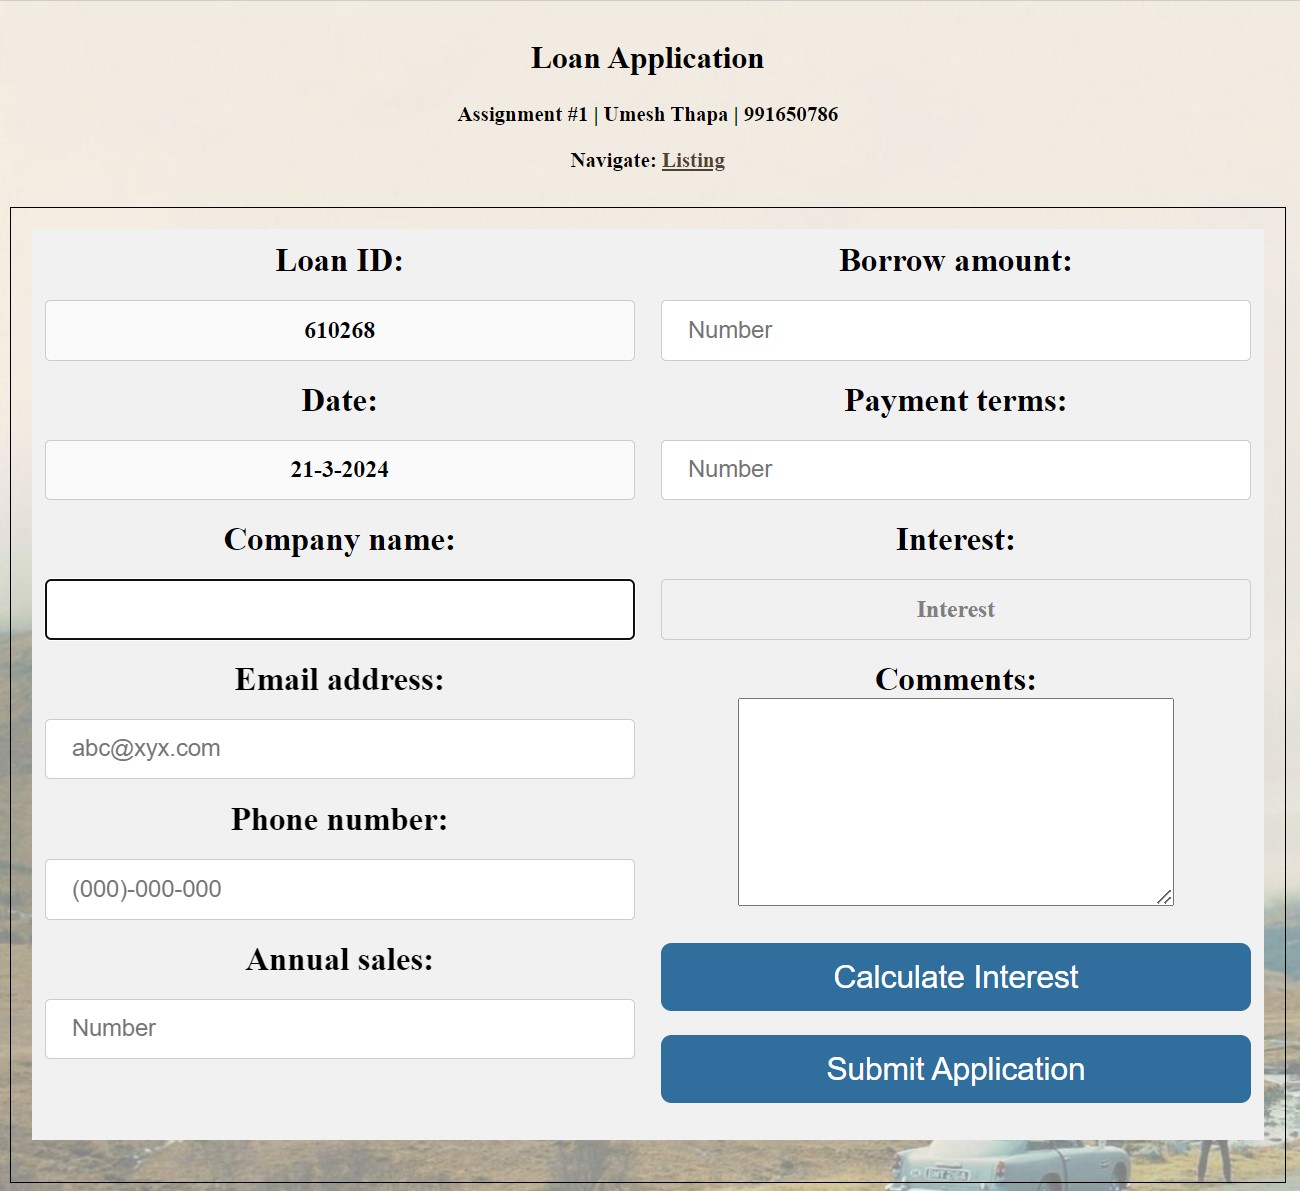 Loan Application
Assignment #1 | Umesh Thapa | 991650786
Navigate: Listing
Loan ID:
610268
Date:
21-3-2024
Company name:
Email address:
abc@xyx.com
Phone number:
(000)-000-000
Annual sales:
Number
Borrow amount:
Number
Payment terms:
Number
Interest:
Interest
Comments:
Calculate Interest
Submit Application